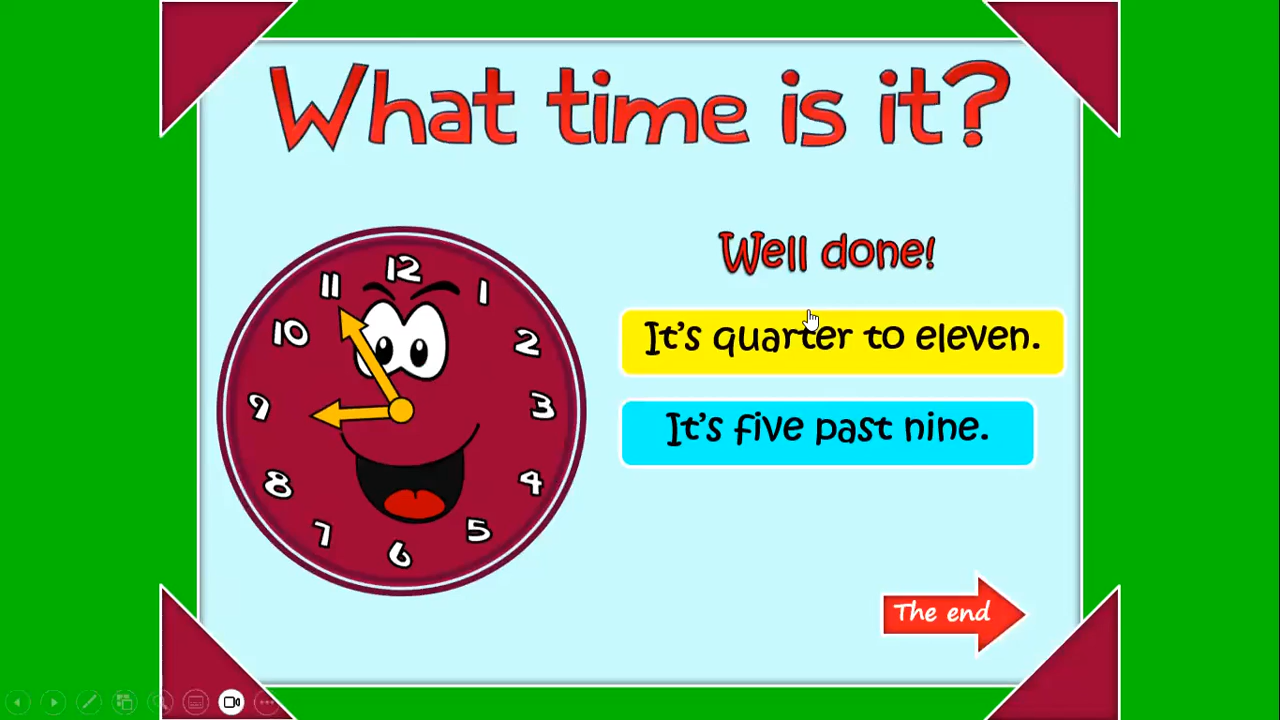 What time is it?
Well done!
It's quarter to eleven.
It's five past nine.
12
11
1
10
2
9
3
8
4
7
5
6
The end